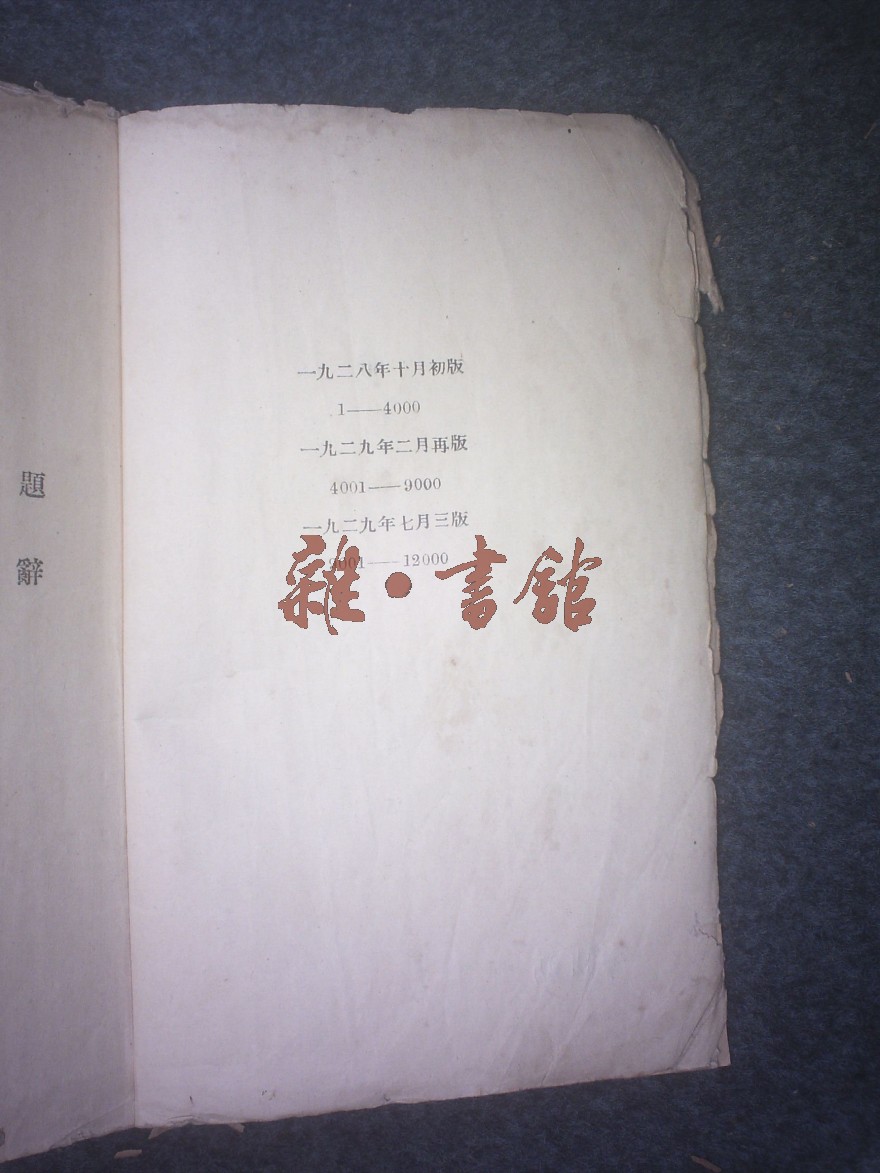 一九二八年十月初版
1——4000
一九二九年二月再版
4001——9000
一九二九年七月三版
9001——12000
雜·書館
題辭